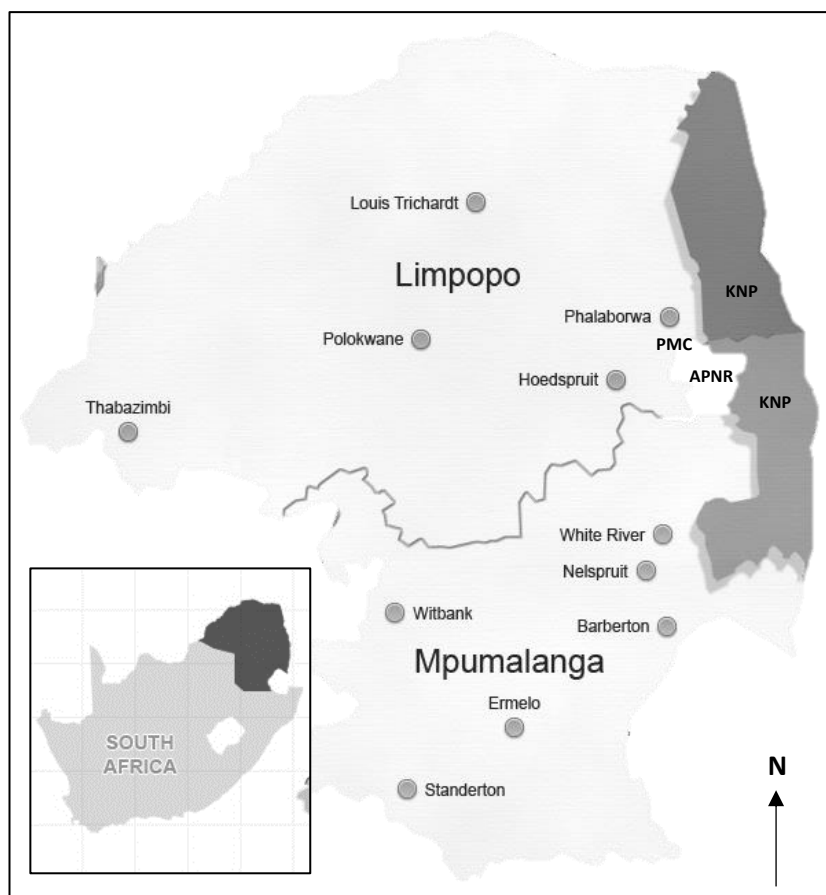 Louis Trichardt
Limpopo
KNP
Phalaborwa
PMC
Polokwane
APNR
Hoedspruit
KNP
Thabazimbi
White River
Nelspruit
Witbank
Barberton
Mpumalanga
Ermelo
SOUTH
AFRICA
N
Standerton